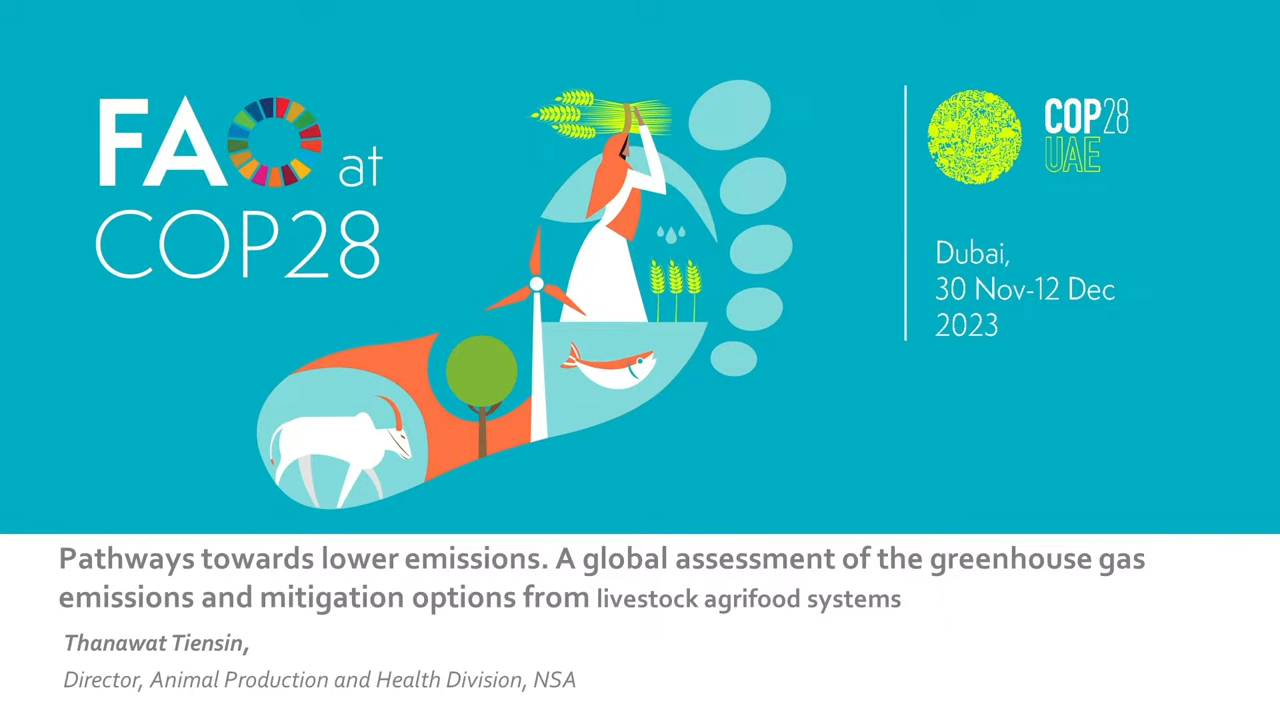 FAO at
COP28
COP28
UAE
Dubai,
30 Nov-12 Dec
2023
Pathways towards lower emissions. A global assessment of the greenhouse gas
emissions and mitigation options from livestock agrifood systems
Thanawat Tiensin,
Director, Animal Production and Health Division, NSA